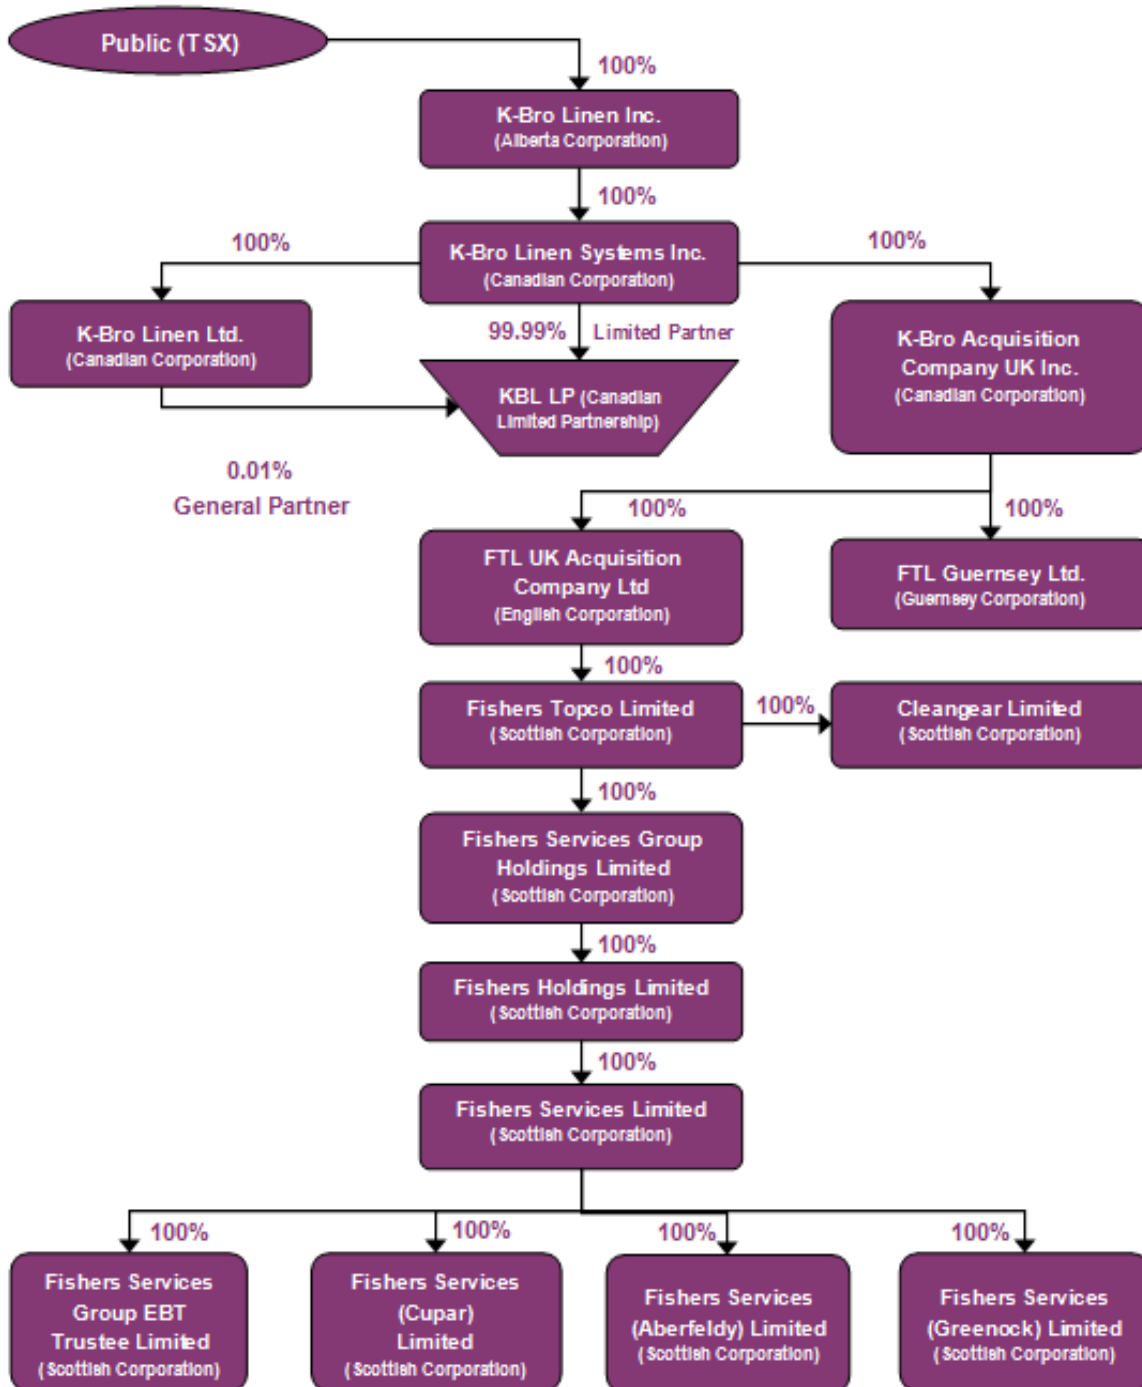 Public (TSX)
100%
K-Bro Linen Inc.
(Alberta Corporation)
100%
100%
K-Bro Linen Systems Inc.
(Canadian Corporation)
100%
K-Bro Linen Ltd.
(Canadian Corporation)
99.99% Limited Partner
K-Bro Acquisition
Company UK Inc.
(Canadian Corporation)
KBL LP (Canadian
Limited Partnership)
0.01%
General Partner
100%
100%
FTL UK Acquisition
Company Ltd
(English Corporation)
FTL Guernsey Ltd.
(Guernsey Corporation)
100%
Fishers Topco Limited
(Scottish Corporation)
100%
Cleangear Limited
(Scottish Corporation)
100%
Fishers Services Group
Holdings Limited
(Scottish Corporation)
100%
Fishers Holdings Limited
(Scottish Corporation)
100%
Fishers Services Limited
(Scottish Corporation)
100%
100%
100%
100%
Fishers Services
Group EBT
Trustee Limited
(Scottish Corporation)
Fishers Services
(Cupar)
Limited
(Scottish Corporation)
Fishers Services
(Aberfeldy) Limited
(Scottish Corporation)
Fishers Services
(Greenock) Limited
(Scottish Corporation)